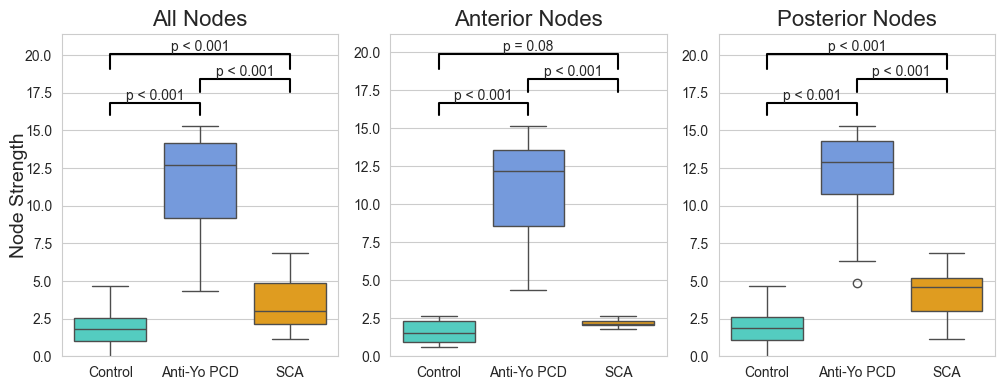 All Nodes
Anterior Nodes
Posterior Nodes
Node Strength
20.0
17.5
15.0
12.5
10.0
7.5
5.0
2.5
0.0
p < 0.001
p < 0.001
p < 0.001
Control
Anti-Yo PCD
SCA
20.0
17.5
15.0
12.5
10.0
7.5
5.0
2.5
0.0
p = 0.08
p < 0.001
p < 0.001
Control
Anti-Yo PCD
SCA
20.0
17.5
15.0
12.5
10.0
7.5
5.0
2.5
0.0
p < 0.001
p < 0.001
p < 0.001
Control
Anti-Yo PCD
SCA